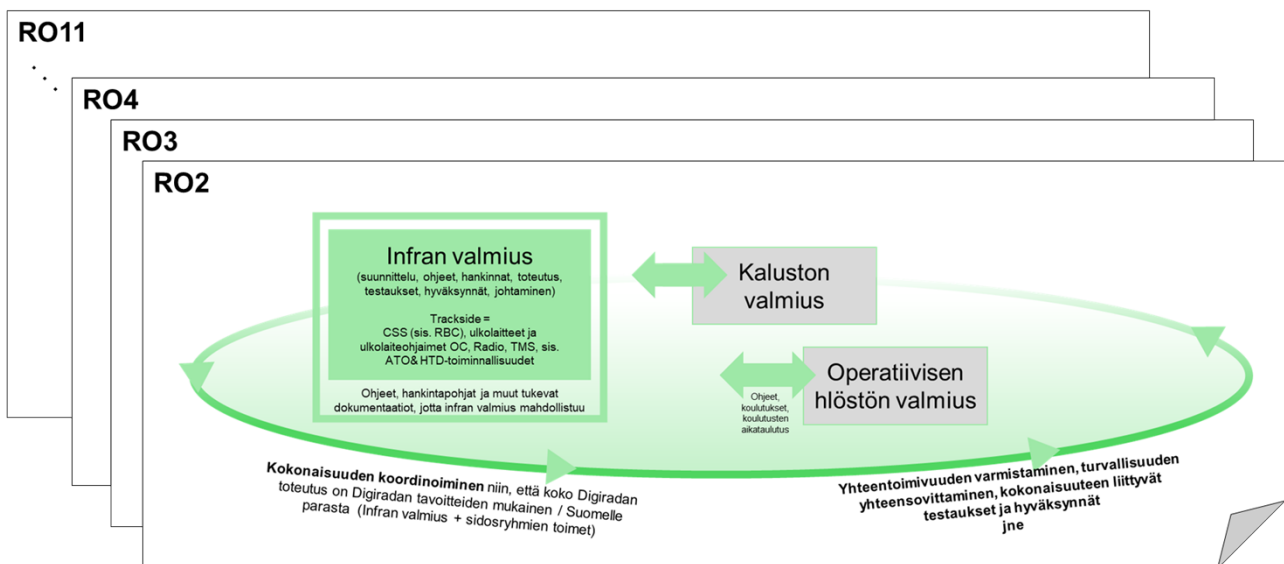 RO11
RO4
RO3
RO2
Infran valmius
(suunnittelu, ohjeet, hankinnat, toteutus,
testaukset, hyväksynnät, johtaminen)
Trackside =
CSS (sis. RBC), ulkolaitteet ja
ulkolaiteohjaimet OC, Radio, TMS, sis.
ATO& HTD-toiminnallisuudet
Ohjeet, hankintapohjat ja muut tukevat
dokumentaatiot, jotta infran valmius mahdollistuu
Kaluston
valmius
Operatiivisen
hlöstön valmius
Ohjeet,
koulutukset,
koulutusten
aikataulutus
Kokonaisuuden koordinoiminen niin, että koko Digiradan
toteutus on Digiradan tavoitteiden mukainen / Suomelle
parasta (Infran valmius + sidosryhmien toimet)
Yhteentoimivuuden varmistaminen, turvallisuuden
yhteensovittaminen, kokonaisuuteen liittyvät
testaukset ja hyväksynnät
jne